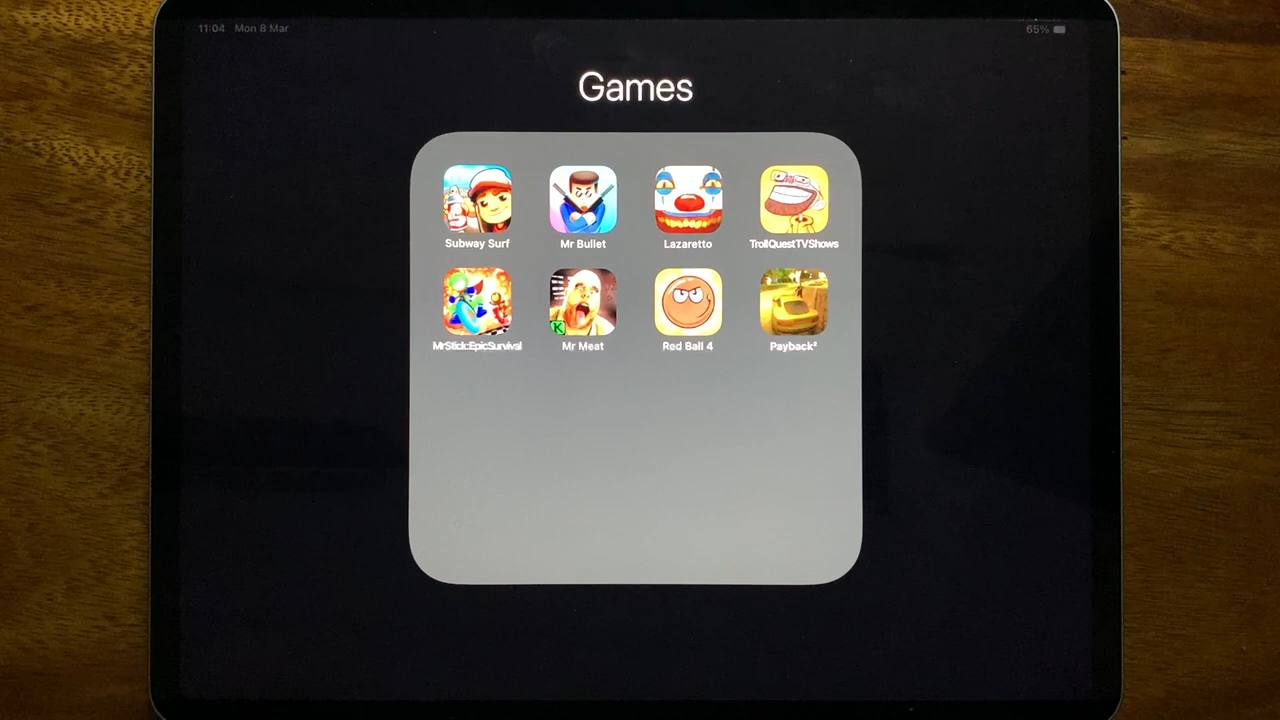 11:04 Mon 8 Mar
65%
Games
Subway Surf
Mr Bullet
Lazaretto
TrollQuestTVShows
MrStick:EpicSurvival
K
Mr Meat
Red Ball 4
Payback²